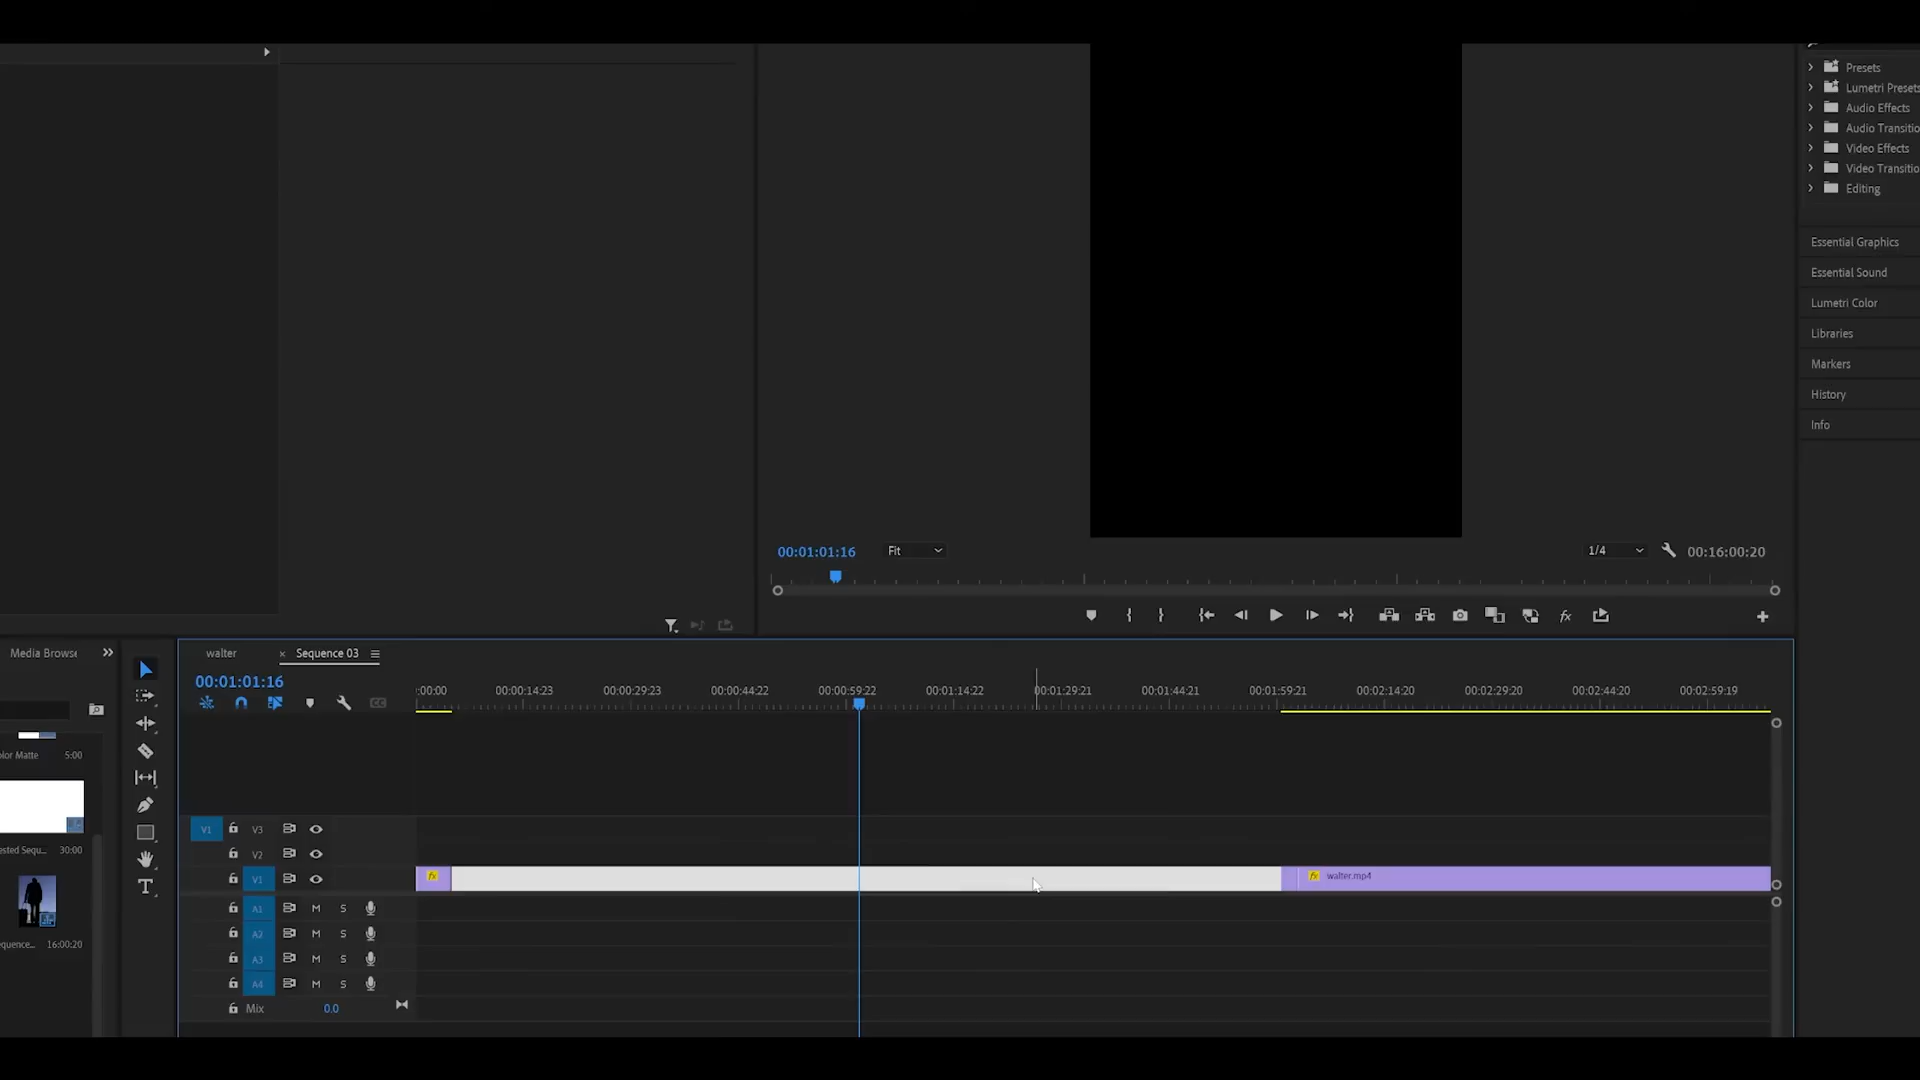 Presets
Lumetri Presets
Audio Effects
Audio Transitio
Video Effects
Video Transitio
Editing
Essential Graphics
Essential Sound
Lumetri Color
Libraries
Markers
History
Info
00:01:01:16
Fit
1/4
00:16:00:20
Media Browse
walter
× Sequence 03
00:01:01:16
:00:00
00:00:14:23
00:00:29:23
00:00:44:22
00:00:59:22
00:01:14:22
00:01:29:21
00:01:44:21
00:01:59:21
00:02:14:20
00:02:29:20
00:02:44:20
00:02:59:19
olor Matte 5:00
ested Sequ... 30:00
equence... 16:00:20
V1 V3
V2
V1
fx
fx walter.mp4
A1 M S
A2 M S
A3 M S
A4 M S
Mix 0.0